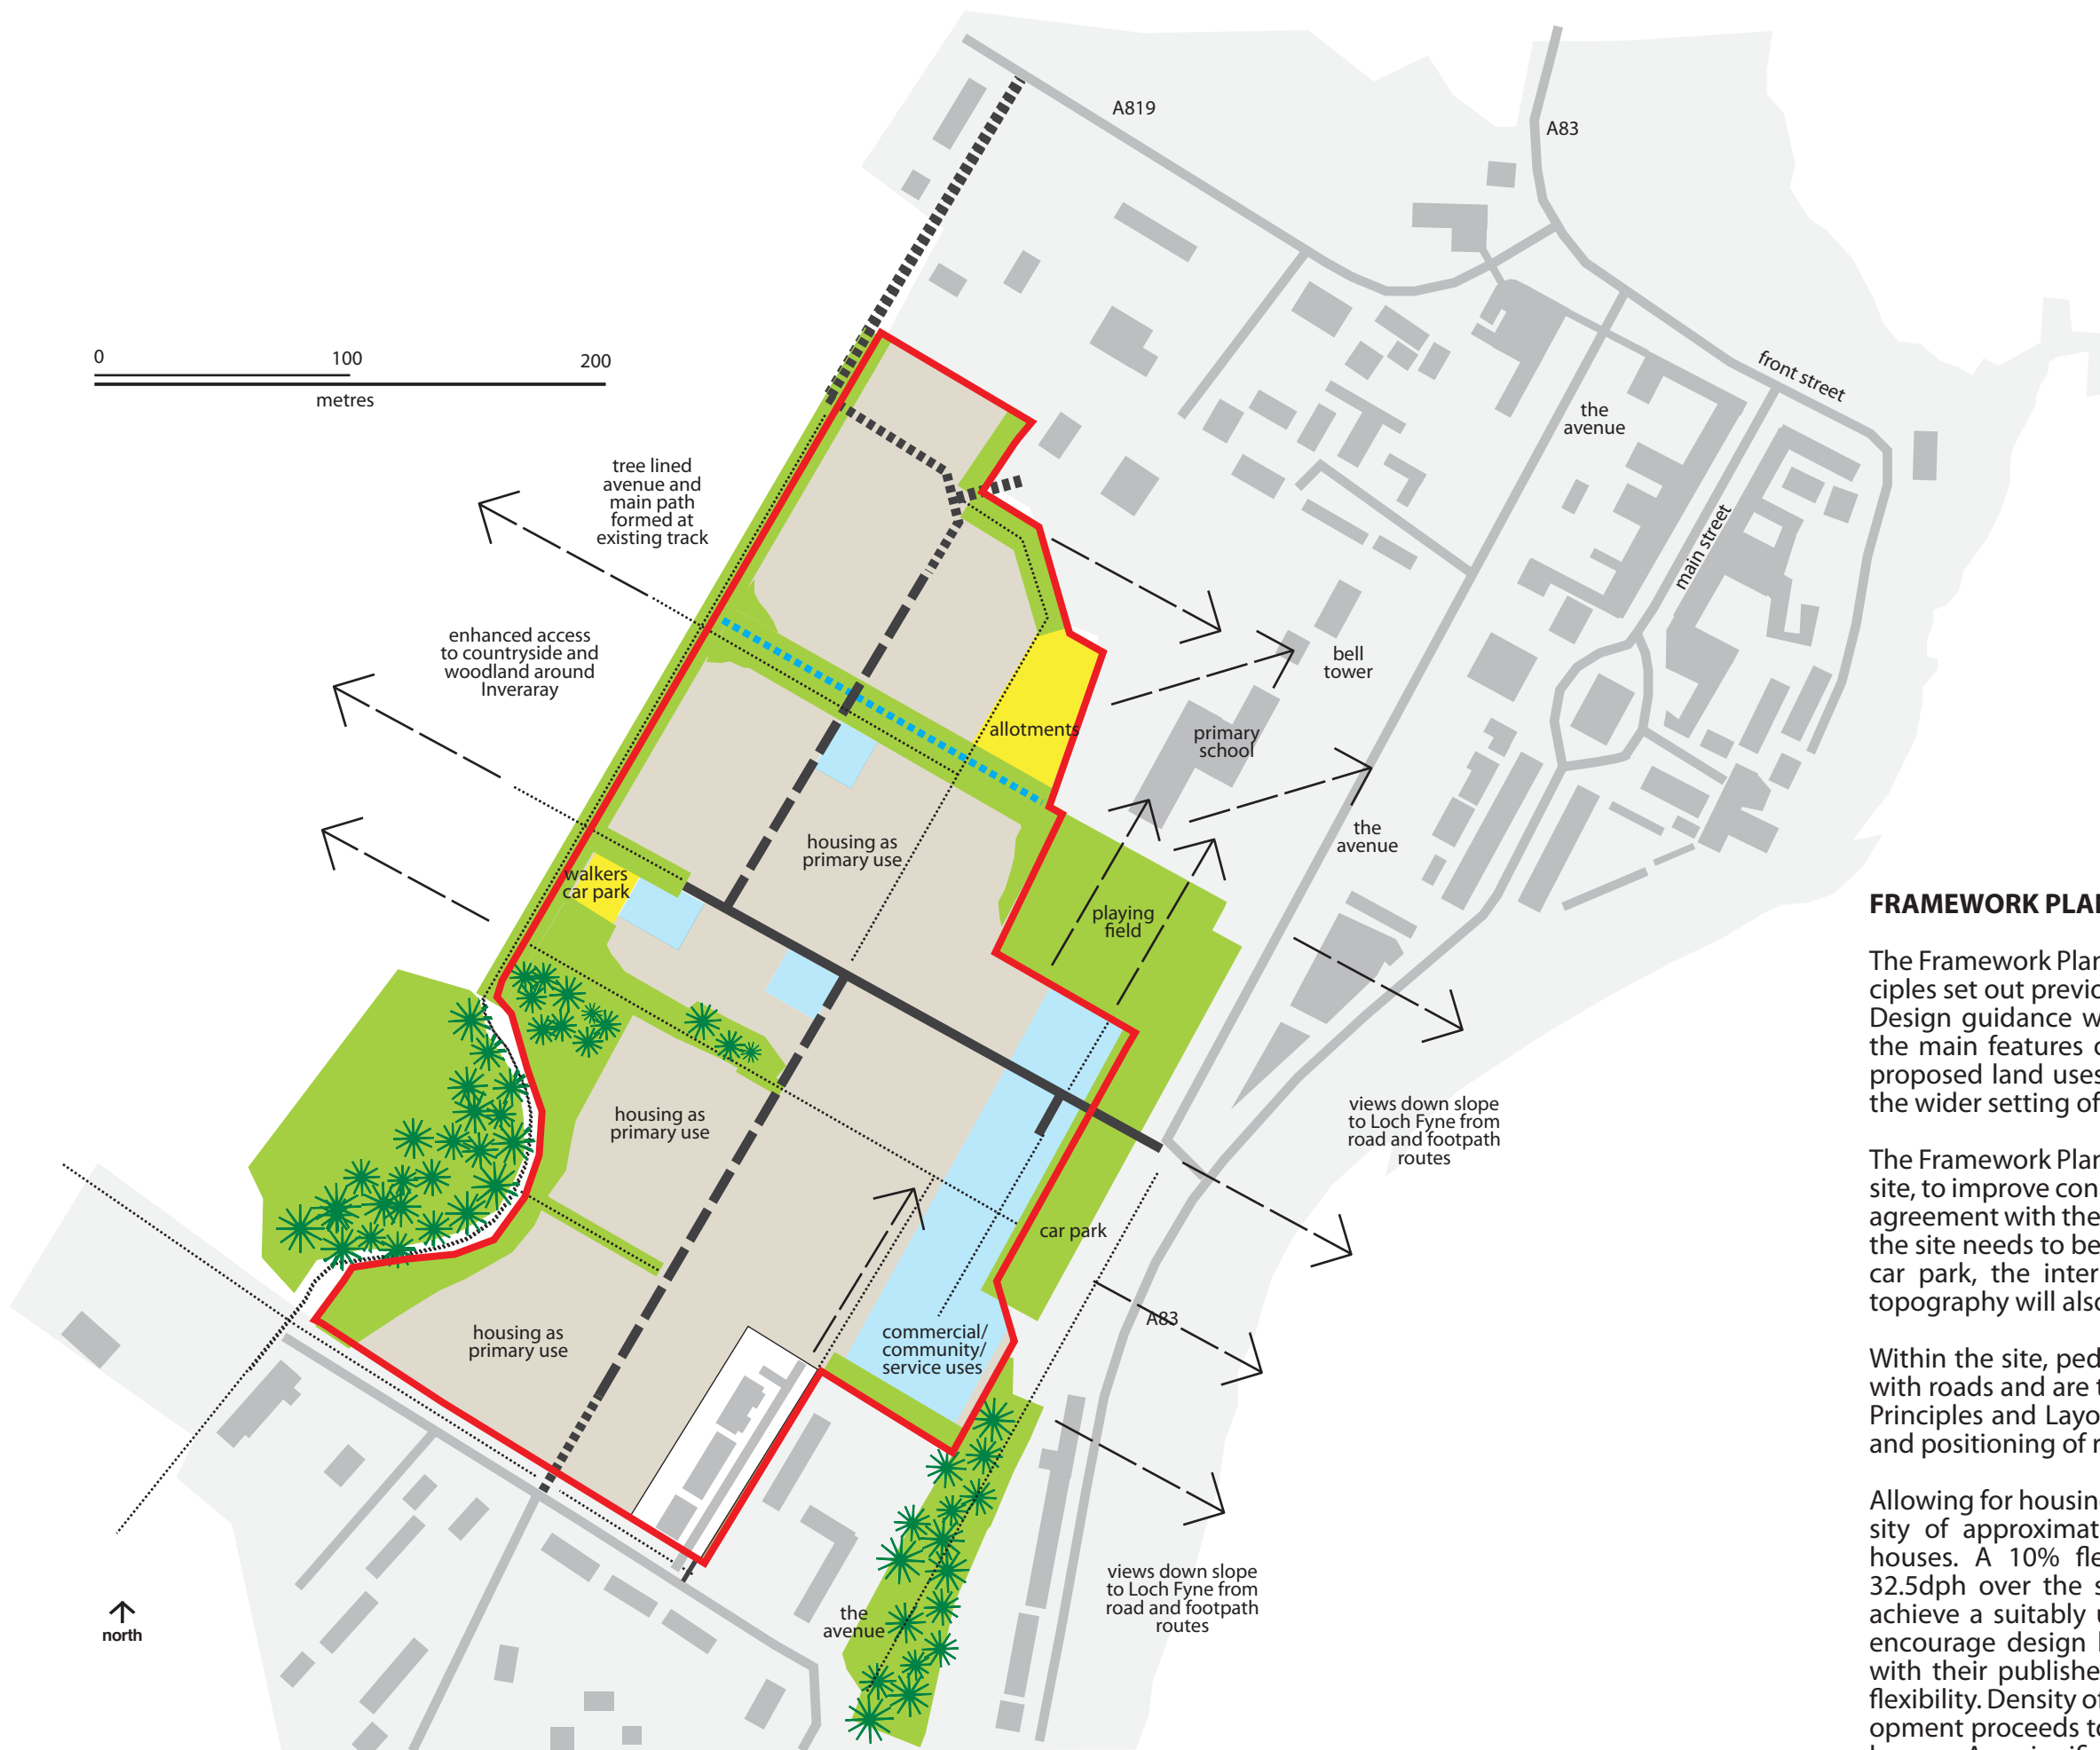 A819
A83
0
100
200
metres
front street
the
avenue
tree lined
avenue and
main path
formed at
existing track
main street
enhanced access
to countryside and
woodland around
Inveraray
bell
tower
allotments
primary
school
housing as
primary use
the
avenue
walkers
car park
playing
field
housing as
primary use
views down slope
to Loch Fyne from
road and footpath
routes
car park
A83
housing as
primary use
commercial/
community/
service uses
views down slope
to Loch Fyne from
road and footpath
routes
the
avenue
north
FRAMEWORK PLA
The Framework Plan
ciples set out previo
Design guidance w
the main features o
proposed land uses
the wider setting of
The Framework Plan
site, to improve con
agreement with the
the site needs to be
car park, the inter
topography will also
Within the site, ped
with roads and are t
Principles and Layo
and positioning of r
Allowing for housin
sity of approximat
houses. A 10% fle
32.5dph over the s
achieve a suitably u
encourage design
with their publishe
flexibility. Density of
opment proceeds to